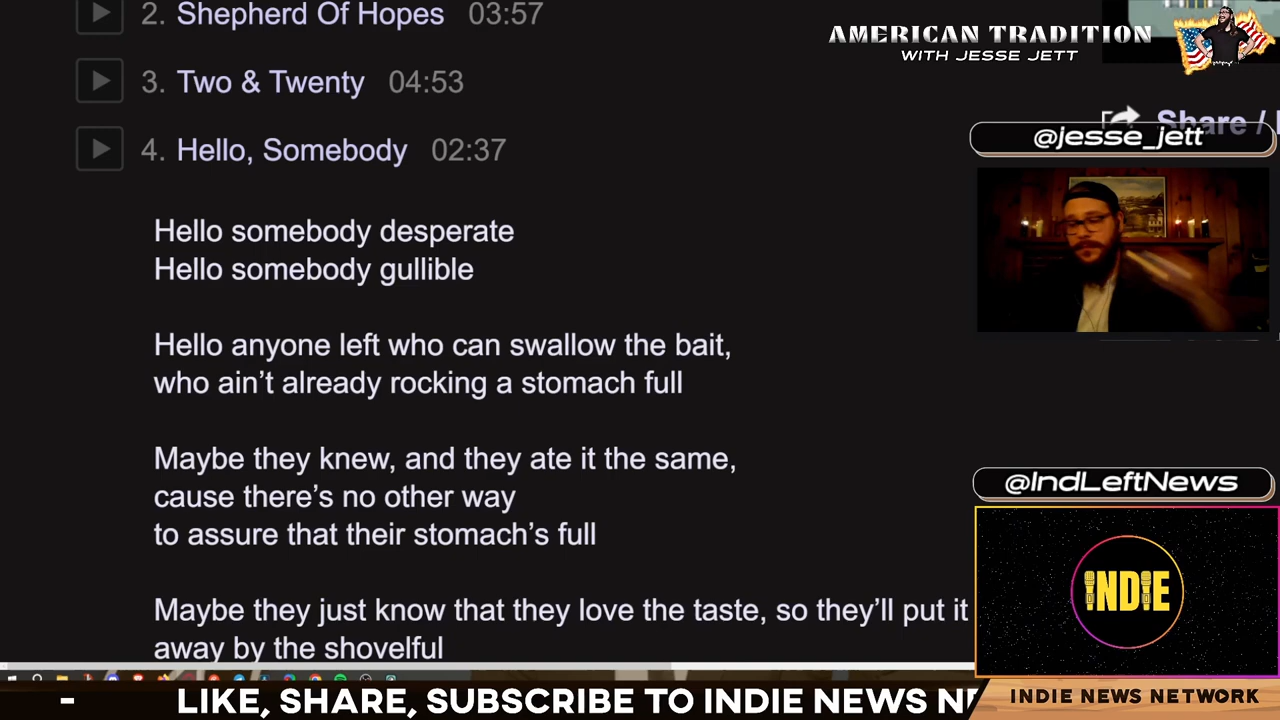 2. Shepherd Of Hopes 03:57
AMERICAN TRADITION
WITH JESSE JETT
3. Two & Twenty 04:53
Share /
@jesse_jett
4. Hello, Somebody 02:37
Hello somebody desperate
Hello somebody gullible
Hello anyone left who can swallow the bait,
who ain’t already rocking a stomach full
Maybe they knew, and they ate it the same,
cause there’s no other way
to assure that their stomach’s full
@IndLeftNews
INDIE
Maybe they just know that they love the taste, so they’ll put it
away by the shovelful
- LIKE, SHARE, SUBSCRIBE TO INDIE NEWS
INDIE NEWS NETWORK